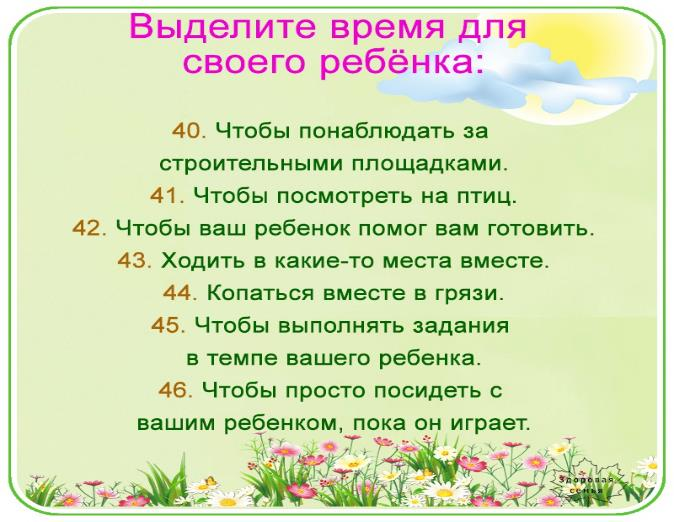 Выделите время для
своего ребёнка:
40. Чтобы понаблюдать за
строительными площадками.
41. Чтобы посмотреть на птиц.
42. Чтобы ваш ребенок помог вам готовить.
43. Ходить в какие-то места вместе.
44. Копаться вместе в грязи.
45. Чтобы выполнять задания
в темпе вашего ребенка.
46. Чтобы просто посидеть с
вашим ребенком, пока он играет.
Здоровая
семья